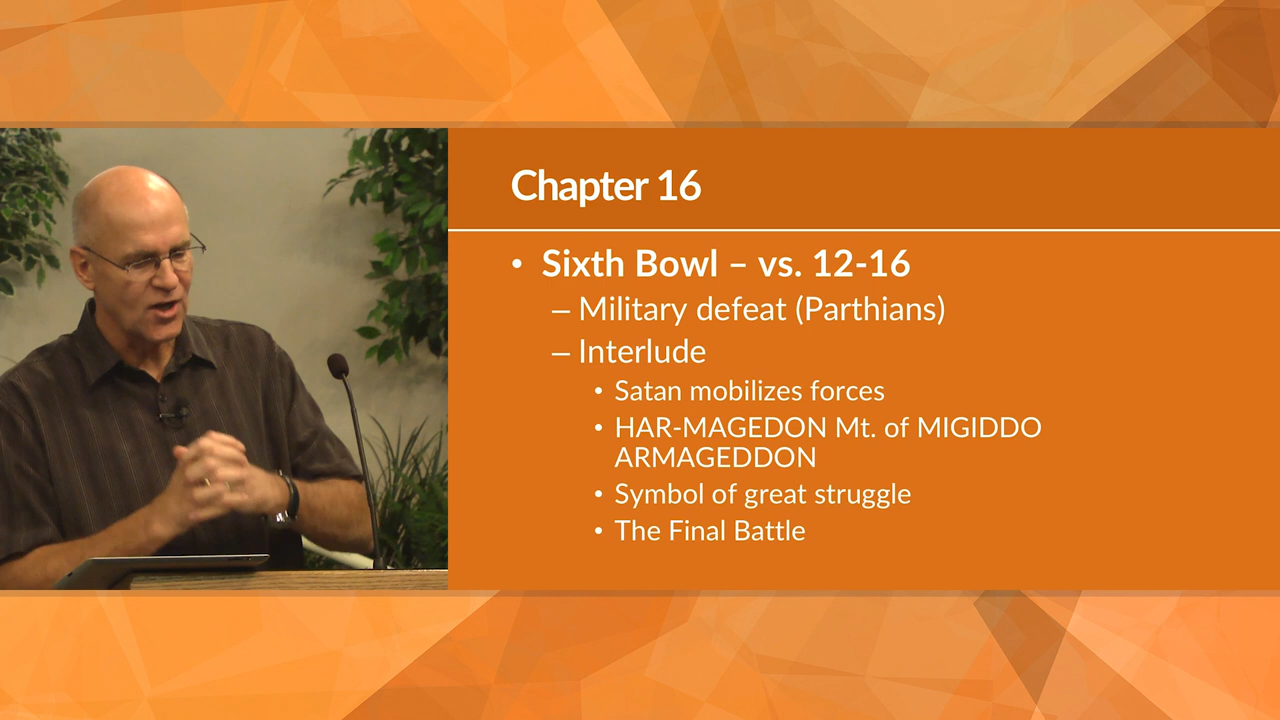 Chapter 16
• Sixth Bowl – vs. 12-16
– Military defeat (Parthians)
– Interlude
• Satan mobilizes forces
• HAR-MAGEDON Mt. of MIGIDDO
ARMAGEDDON
• Symbol of great struggle
• The Final Battle